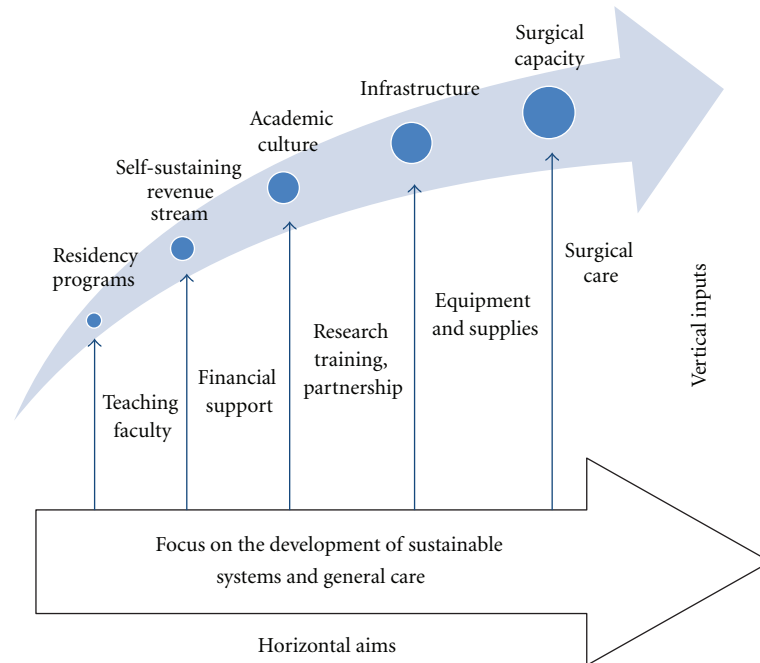 Surgical
capacity
Infrastructure
Academic
culture
Self-sustaining
revenue
stream
Residency
programs
Surgical
care
Equipment
and supplies
Research
training,
partnership
Financial
support
Teaching
faculty
Vertical inputs
Focus on the development of sustainable
systems and general care
Horizontal aims